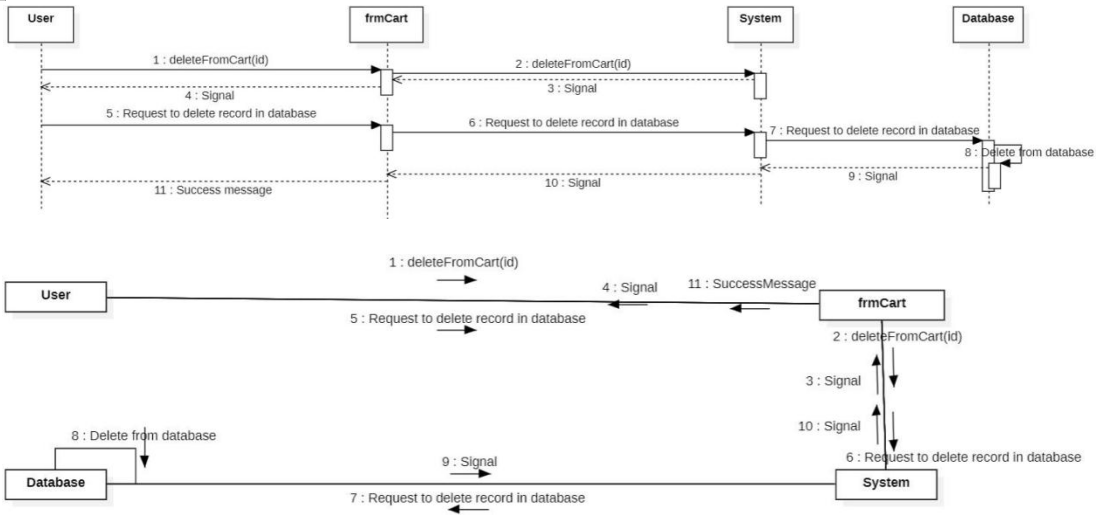 User
frmCart
System
Database
1 : deleteFromCart(id)
2 : deleteFromCart(id)
3 : Signal
4 : Signal
5 : Request to delete record in database
6 : Request to delete record in database
7 : Request to delete record in database
8 : Delete from database
9 : Signal
10 : Signal
11 : Success message
1 : deleteFromCart(id)
User
4 : Signal
11 : SuccessMessage
frmCart
5 : Request to delete record in database
2 : deleteFromCart(id)
3 : Signal
10 : Signal
8 : Delete from database
9 : Signal
6 : Request to delete record in database
Database
System
7 : Request to delete record in database